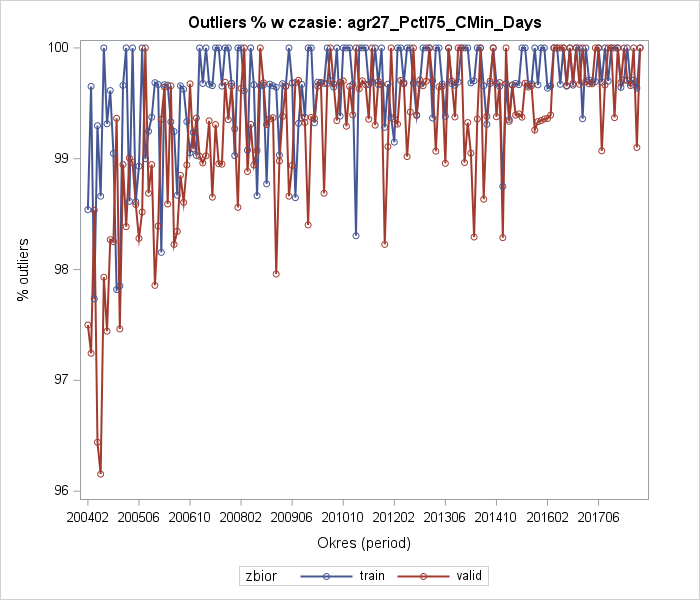 Outliers % w czasie: agr27_Pctl75_CMin_Days
% outliers
100
99
98
97
96
200402 200506 200610 200802 200906 201010 201202 201306 201410 201602 201706
Okres (period)
zbior train valid